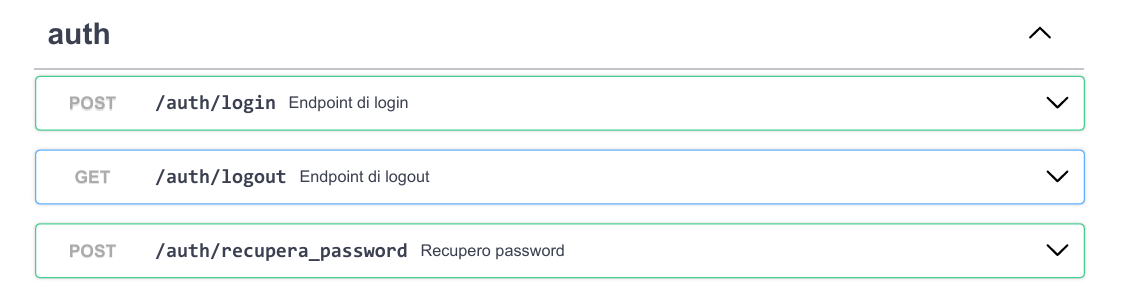 auth
POST /auth/login Endpoint di login
GET /auth/logout Endpoint di logout
POST /auth/recupera_password Recupero password